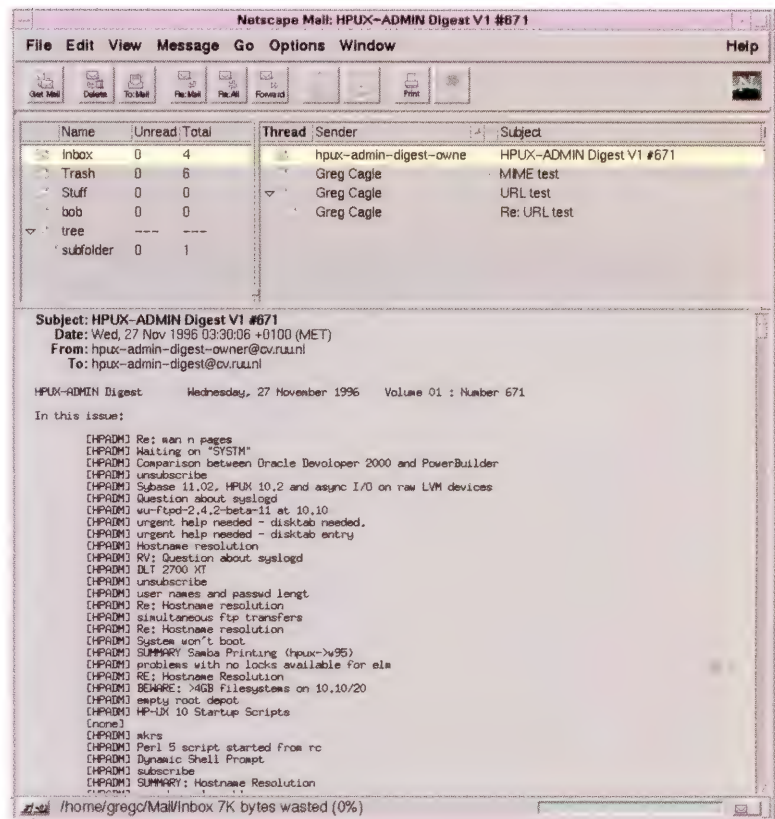 Netscape Mail: HPUX-ADMIN Digest V1 #671
File Edit View Message Go Options Window Help
Get Mail Delete To: Mail Re: Mail Re: All Forward Print
Name Unread Total
Inbox 0 4
Trash 0 6
Stuff 0 0
bob 0 0
tree --- ---
subfolder 0 1
Thread Sender Subject
hpux-admin-digest-owne HPUX-ADMIN Digest V1 #671
Greg Cagle MIME test
Greg Cagle URL test
Greg Cagle Re: URL test
Subject: HPUX-ADMIN Digest V1 #671
Date: Wed, 27 Nov 1996 03:30:06 +0100 (MET)
From: hpux-admin-digest-owner@cv.ruu.nl
To: hpux-admin-digest@cv.ruu.nl
HPUX-ADMIN Digest Wednesday, 27 November 1996 Volume 01 : Number 671
In this issue:
[HPADM] Re: man n pages
[HPADM] Waiting on "SYSTM"
[HPADM] Comparison between Oracle Devoloper 2000 and PowerBuilder
[HPADM] unsubscribe
[HPADM] Sybase 11.02, HPUX 10.2 and async I/O on raw LVM devices
[HPADM] Question about syslogd
[HPADM] wu-ftpd-2.4.2-beta-11 at 10.10
[HPADM] urgent help needed - disktab needed.
[HPADM] urgent help needed - disktab entry
[HPADM] Hostname resolution
[HPADM] RV: Question about syslogd
[HPADM] DLT 2700 XT
[HPADM] unsubscribe
[HPADM] user names and passwd lengt
[HPADM] Re: Hostname resolution
[HPADM] simultaneous ftp transfers
[HPADM] Re: Hostname resolution
[HPADM] System won't boot
[HPADM] SUMMARY Samba Printing (hpux->w95)
[HPADM] problems with no locks available for elm
[HPADM] RE: Hostname Resolution
[HPADM] BEWARE: >4GB filesystems on 10.10/20
[HPADM] empty root depot
[HPADM] HP-UX 10 Startup Scripts
[none]
[HPADM] mkrs
[HPADM] Perl 5 script started from rc
[HPADM] Dynamic Shell Prompt
[HPADM] subscribe
[HPADM] SUMMARY: Hostname Resolution
/home/gregc/Mail/Inbox 7K bytes wasted (0%)